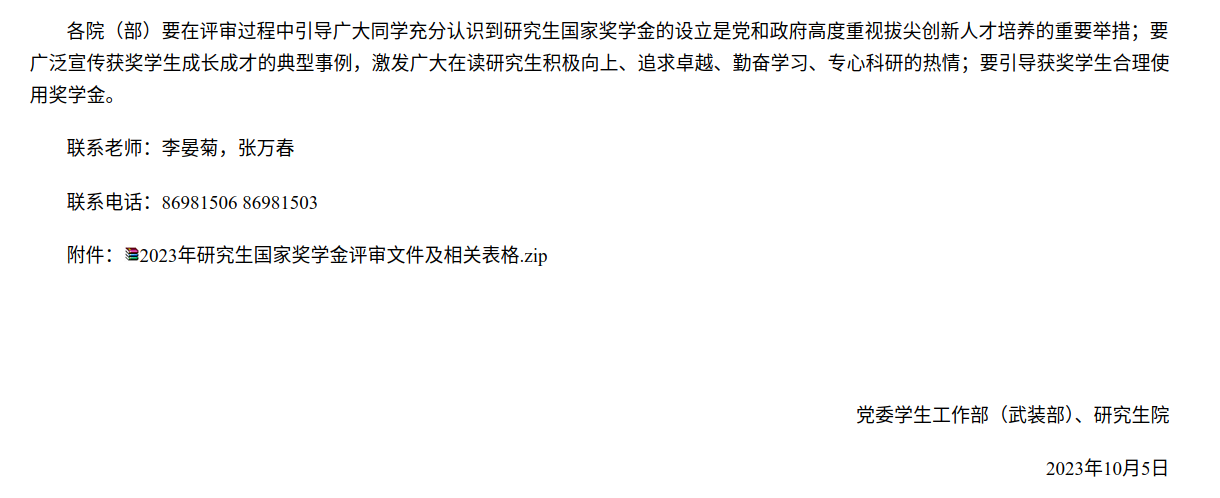 各院（部）要在评审过程中引导广大同学充分认识到研究生国家奖学金的设立是党和政府高度重视拔尖创新人才培养的重要举措；要
广泛宣传获奖学生成长成才的典型事例，激发广大在读研究生积极向上、追求卓越、勤奋学习、专心科研的热情；要引导获奖学生合理使
用奖学金。
联系老师：李晏菊，张万春
联系电话：86981506 86981503
附件：2023年研究生国家奖学金评审文件及相关表格.zip
党委学生工作部（武装部）、研究生院
2023年10月5日